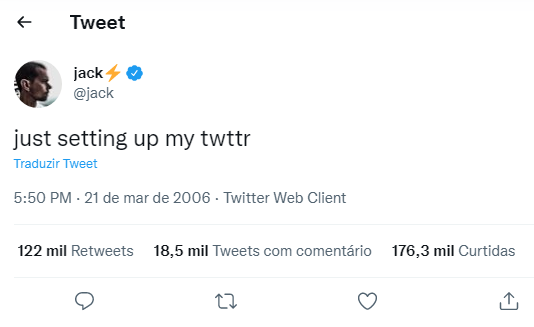 Tweet
jack⚡
@jack
just setting up my twttr
Traduzir Tweet
5:50 PM · 21 de mar de 2006 · Twitter Web Client
122 mil Retweets 18,5 mil Tweets com comentário 176,3 mil Curtidas